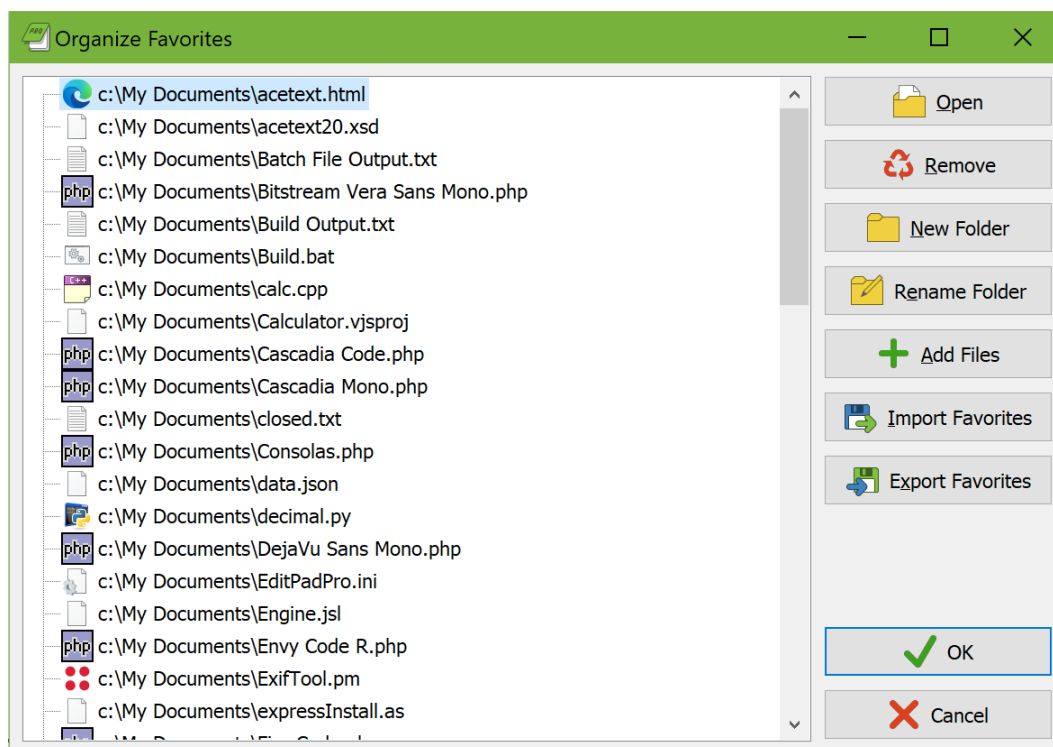 Organize Favorites
c:\My Documents\acetext.html
c:\My Documents\acetext20.xsd
c:\My Documents\Batch File Output.txt
php c:\My Documents\Bitstream Vera Sans Mono.php
c:\My Documents\Build Output.txt
c:\My Documents\Build.bat
C++ c:\My Documents\calc.cpp
c:\My Documents\Calculator.vjsproj
php c:\My Documents\Cascadia Code.php
php c:\My Documents\Cascadia Mono.php
c:\My Documents\closed.txt
php c:\My Documents\Consolas.php
c:\My Documents\data.json
c:\My Documents\decimal.py
php c:\My Documents\DejaVu Sans Mono.php
c:\My Documents\EditPadPro.ini
c:\My Documents\Engine.jsl
php c:\My Documents\Envy Code R.php
c:\My Documents\ExifTool.pm
c:\My Documents\expressInstall.as
Open
Remove
New Folder
Rename Folder
Add Files
Import Favorites
Export Favorites
OK
Cancel